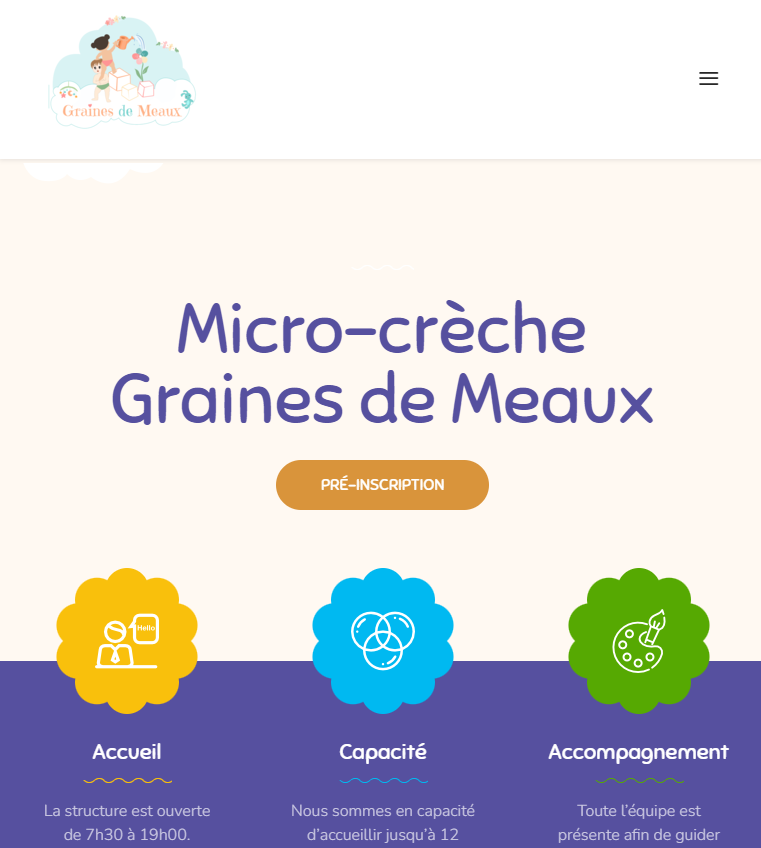 Graines de Meaux
Micro-crèche
Graines de Meaux
PRÉ-INSCRIPTION
Hello
Accueil
Capacité
Accompagnement
La structure est ouverte
de 7h30 à 19h00.
Nous sommes en capacité
d'accueillir jusqu'à 12
Toute l'équipe est
présente afin de guider